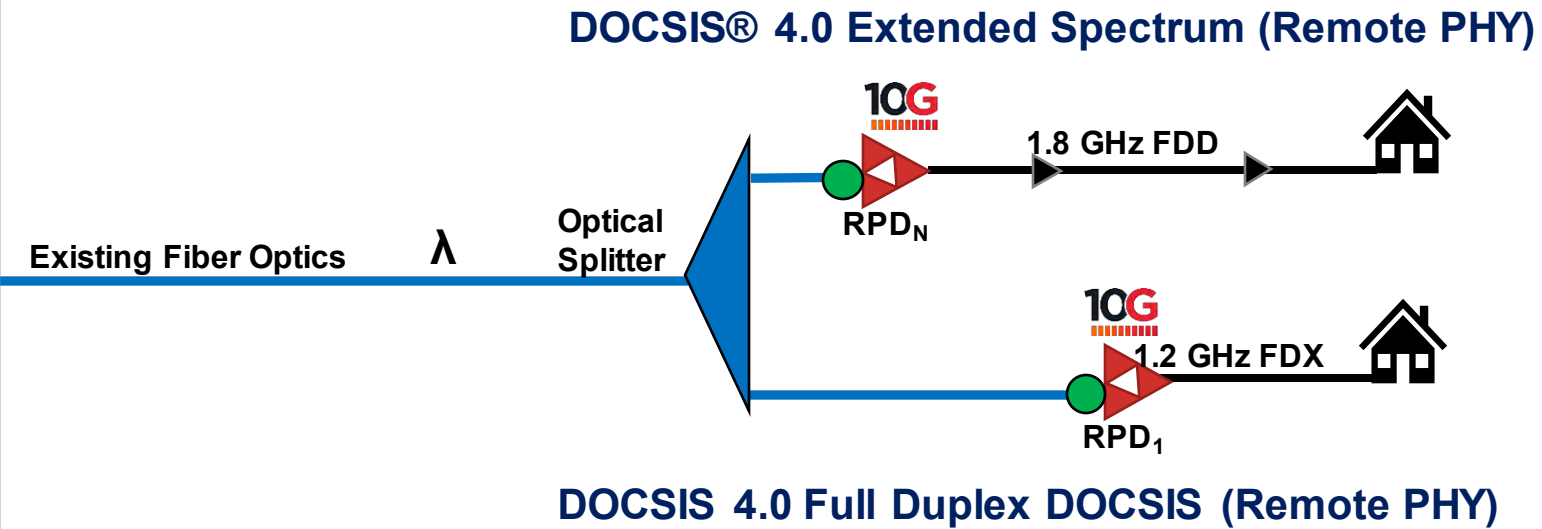 DOCSIS® 4.0 Extended Spectrum (Remote PHY)
10G
1.8 GHz FDD
RPDN
Optical
Splitter
Existing Fiber Optics
λ
10G
1.2 GHz FDX
RPD1
DOCSIS 4.0 Full Duplex DOCSIS (Remote PHY)